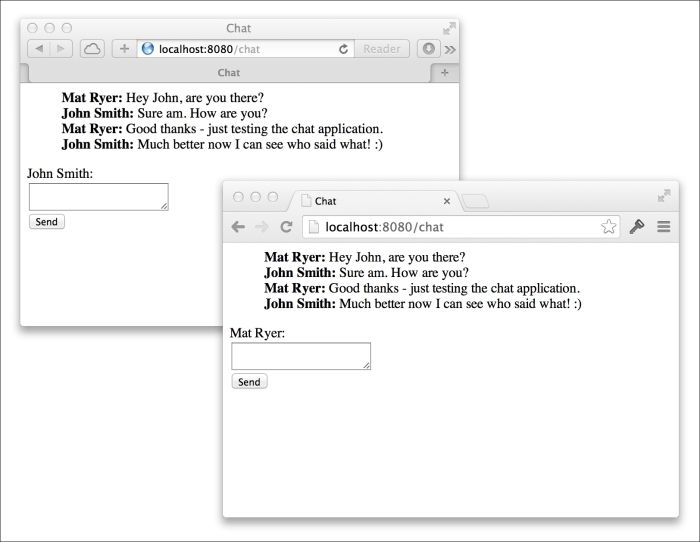 Chat
localhost:8080/chat
Reader
Chat
Mat Ryer: Hey John, are you there?
John Smith: Sure am. How are you?
Mat Ryer: Good thanks - just testing the chat application.
John Smith: Much better now I can see who said what! :)
John Smith:
Send
Chat
localhost:8080/chat
Mat Ryer: Hey John, are you there?
John Smith: Sure am. How are you?
Mat Ryer: Good thanks - just testing the chat application.
John Smith: Much better now I can see who said what! :)
Mat Ryer:
Send